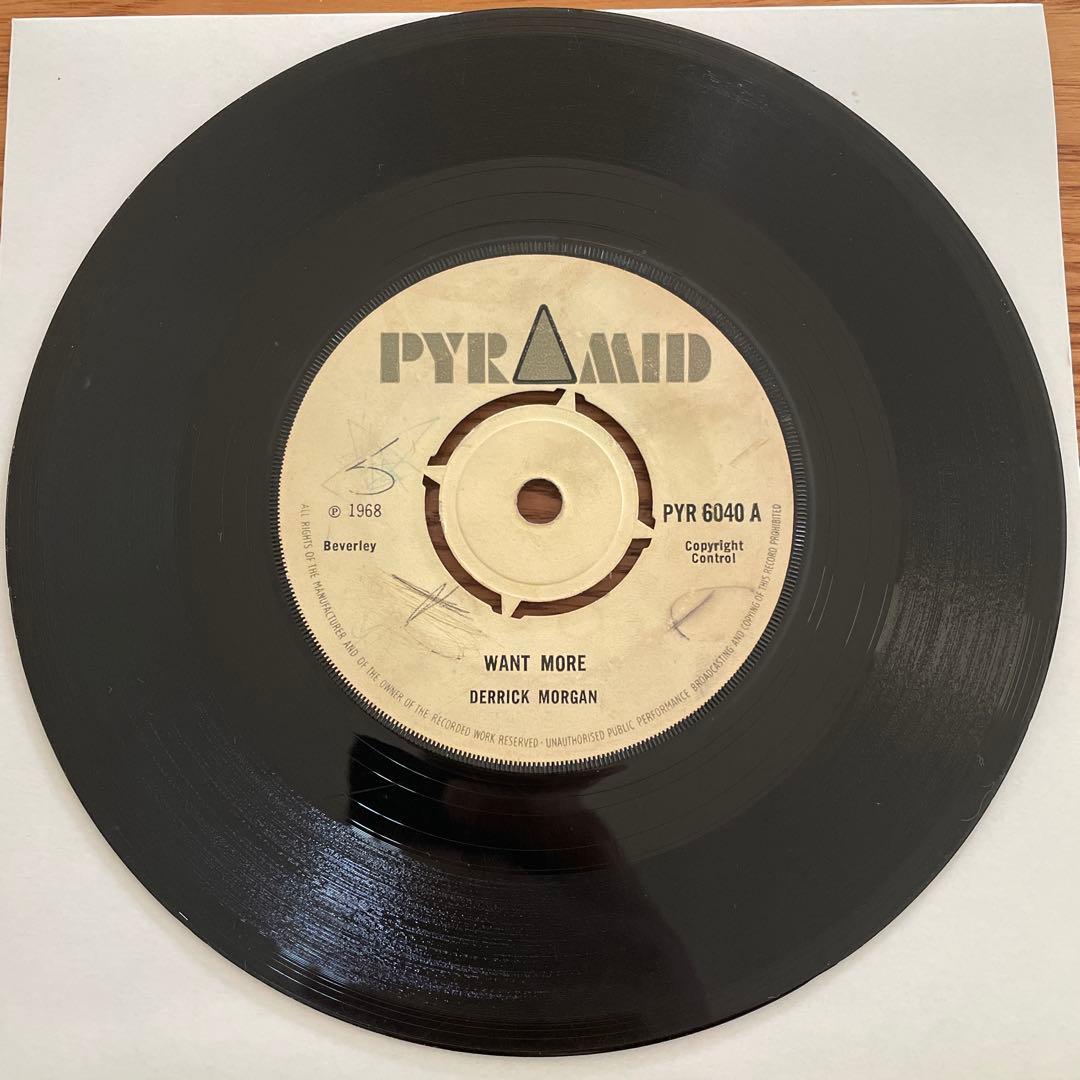 PYRAMID
℗ 1968
Beverley
PYR 6040 A
Copyright
Control
WANT MORE
DERRICK MORGAN
ALL RIGHTS OF THE MANUFACTURER AND OF THE OWNER OF THE RECORDED WORK RESERVED · UNAUTHORISED PUBLIC PERFORMANCE BROADCASTING AND COPYING OF THIS RECORD PROHIBITED